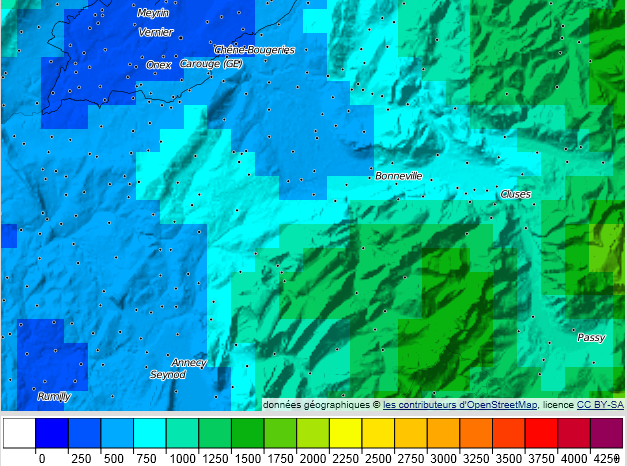 Meyrin
Vernier
Chêne-Bougeries
Onex
Carouge (GE)
Bonneville
Cluses
Passy
Annecy
Seynod
Rumilly
données géographiques © les contributeurs d'OpenStreetMap, licence CC BY-SA
0 250 500 750 1000 1250 1500 1750 2000 2250 2500 2750 3000 3250 3500 3750 4000 4250